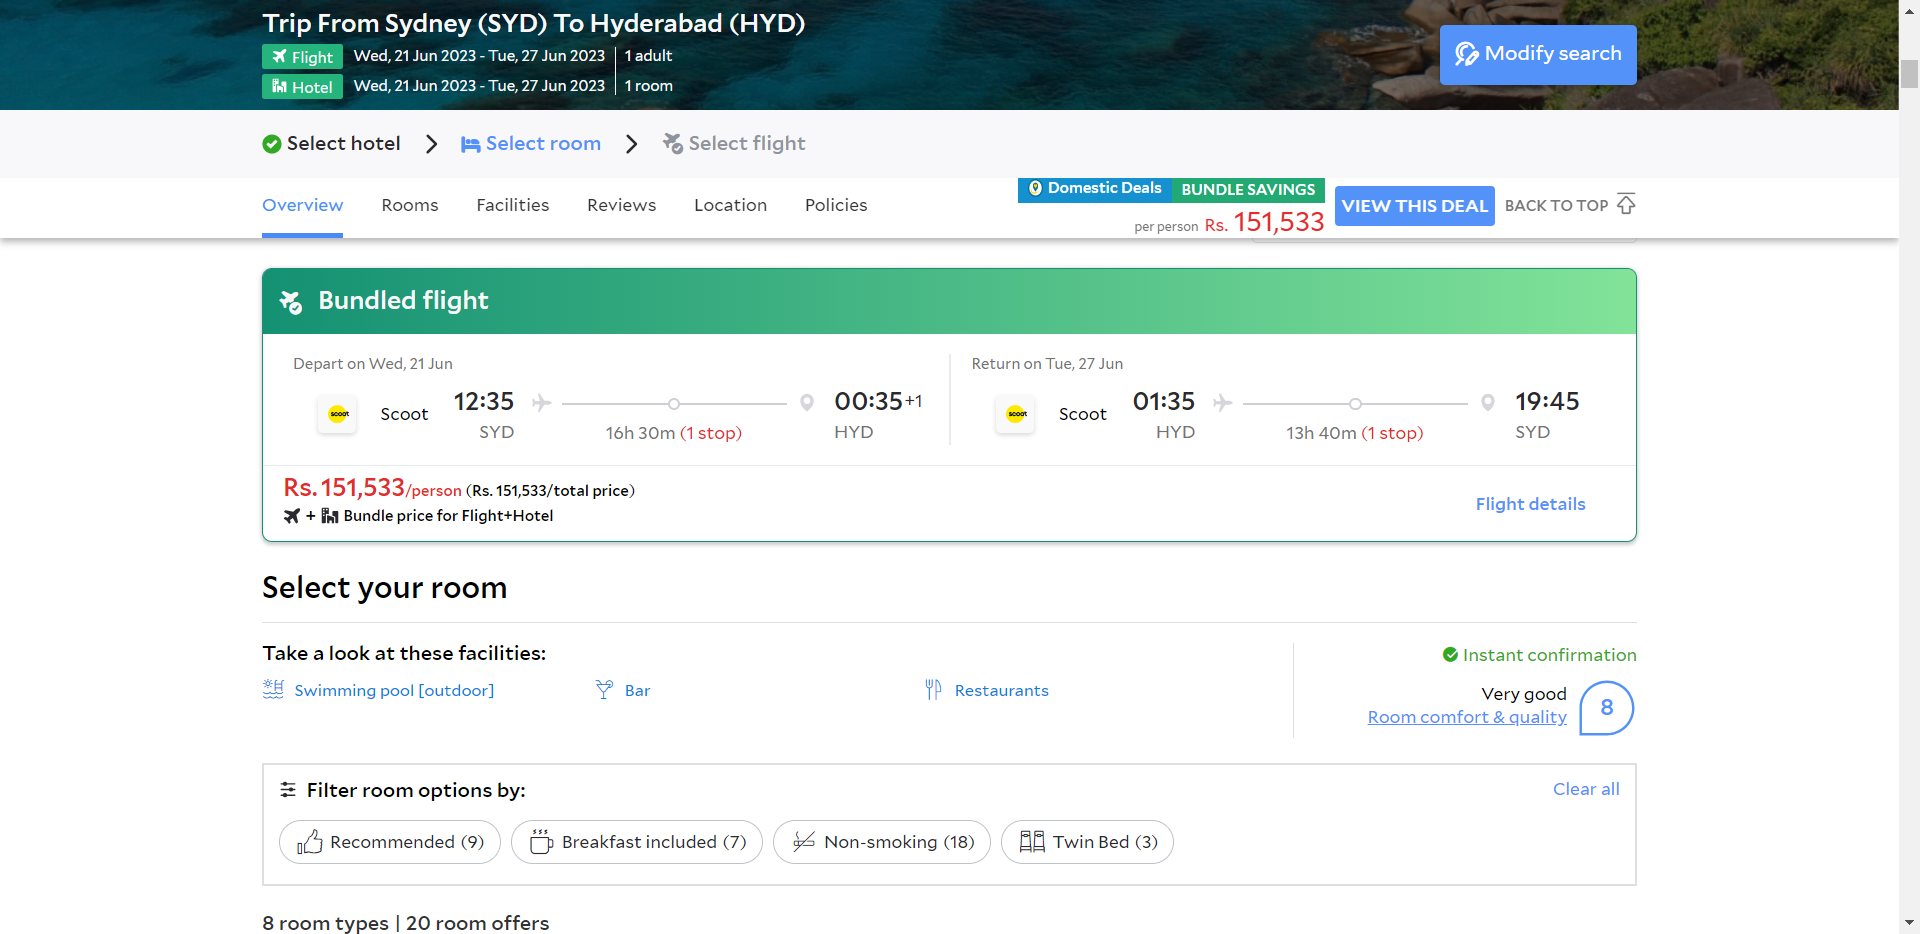 Trip From Sydney (SYD) To Hyderabad (HYD)
Flight Wed, 21 Jun 2023 - Tue, 27 Jun 2023 1 adult
Hotel Wed, 21 Jun 2023 - Tue, 27 Jun 2023 1 room
Modify search
Select hotel Select room Select flight
Overview Rooms Facilities Reviews Location Policies
Domestic Deals BUNDLE SAVINGS
per person Rs. 151,533
VIEW THIS DEAL
BACK TO TOP
Bundled flight
Depart on Wed, 21 Jun
scoot Scoot 12:35 00:35+1
SYD 16h 30m (1 stop) HYD
Return on Tue, 27 Jun
scoot Scoot 01:35 19:45
HYD 13h 40m (1 stop) SYD
Rs. 151,533/person (Rs. 151,533/total price)
+ Bundle price for Flight+Hotel
Flight details
Select your room
Take a look at these facilities:
Swimming pool [outdoor] Bar Restaurants
Instant confirmation
Very good
Room comfort & quality
8
Filter room options by:
Clear all
Recommended (9) Breakfast included (7) Non-smoking (18) Twin Bed (3)
8 room types | 20 room offers